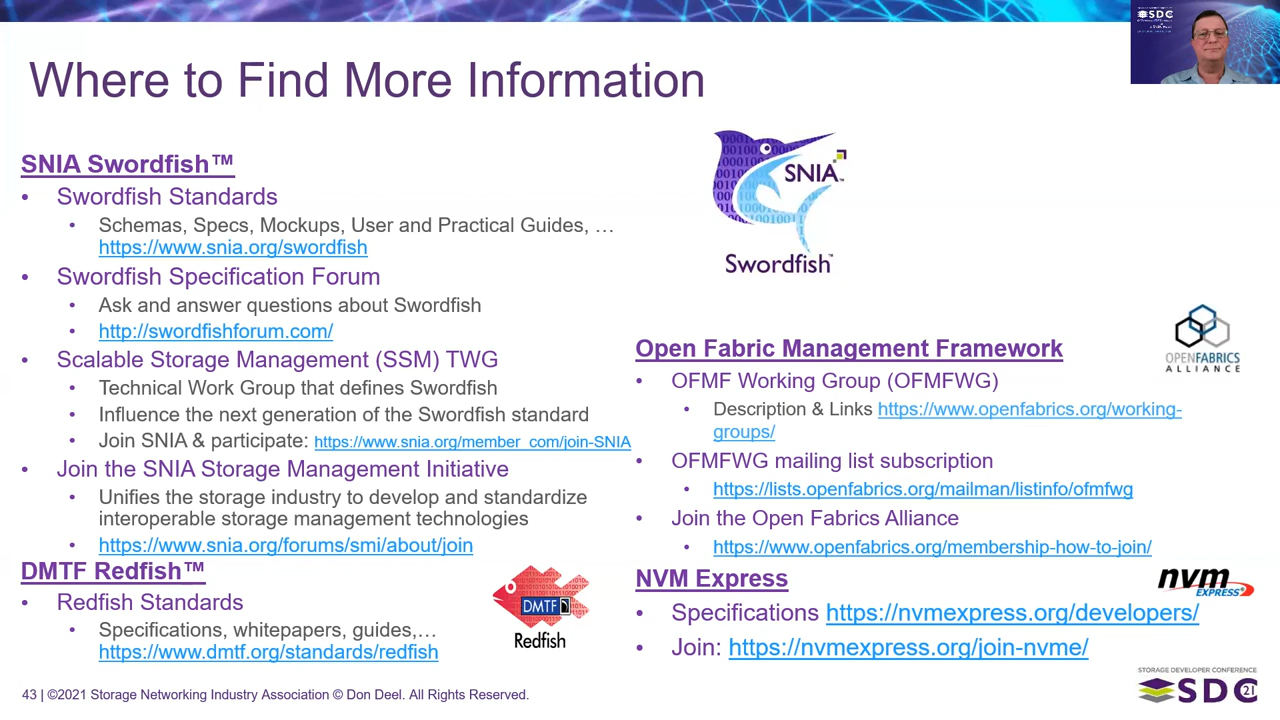 Where to Find More Information
SNIA Swordfish™
• Swordfish Standards
• Schemas, Specs, Mockups, User and Practical Guides, …
https://www.snia.org/swordfish
• Swordfish Specification Forum
• Ask and answer questions about Swordfish
• http://swordfishforum.com/
• Scalable Storage Management (SSM) TWG
• Technical Work Group that defines Swordfish
• Influence the next generation of the Swordfish standard
• Join SNIA & participate: https://www.snia.org/member_com/join-SNIA
• Join the SNIA Storage Management Initiative
• Unifies the storage industry to develop and standardize
interoperable storage management technologies
• https://www.snia.org/forums/smi/about/join
DMTF Redfish™
• Redfish Standards
• Specifications, whitepapers, guides,…
https://www.dmtf.org/standards/redfish
DMTF
Redfish
SNIA™
Swordfish™
OPENFABRICS
ALLIANCE
Open Fabric Management Framework
• OFMF Working Group (OFMFWG)
• Description & Links https://www.openfabrics.org/working-
groups/
• OFMFWG mailing list subscription
• https://lists.openfabrics.org/mailman/listinfo/ofmfwg
• Join the Open Fabrics Alliance
• https://www.openfabrics.org/membership-how-to-join/
NVM Express
nvm
EXPRESS®
• Specifications https://nvmexpress.org/developers/
• Join: https://nvmexpress.org/join-nvme/
43 | ©2021 Storage Networking Industry Association © Don Deel. All Rights Reserved.
STORAGE DEVELOPER CONFERENCE
SDC 21
SDC